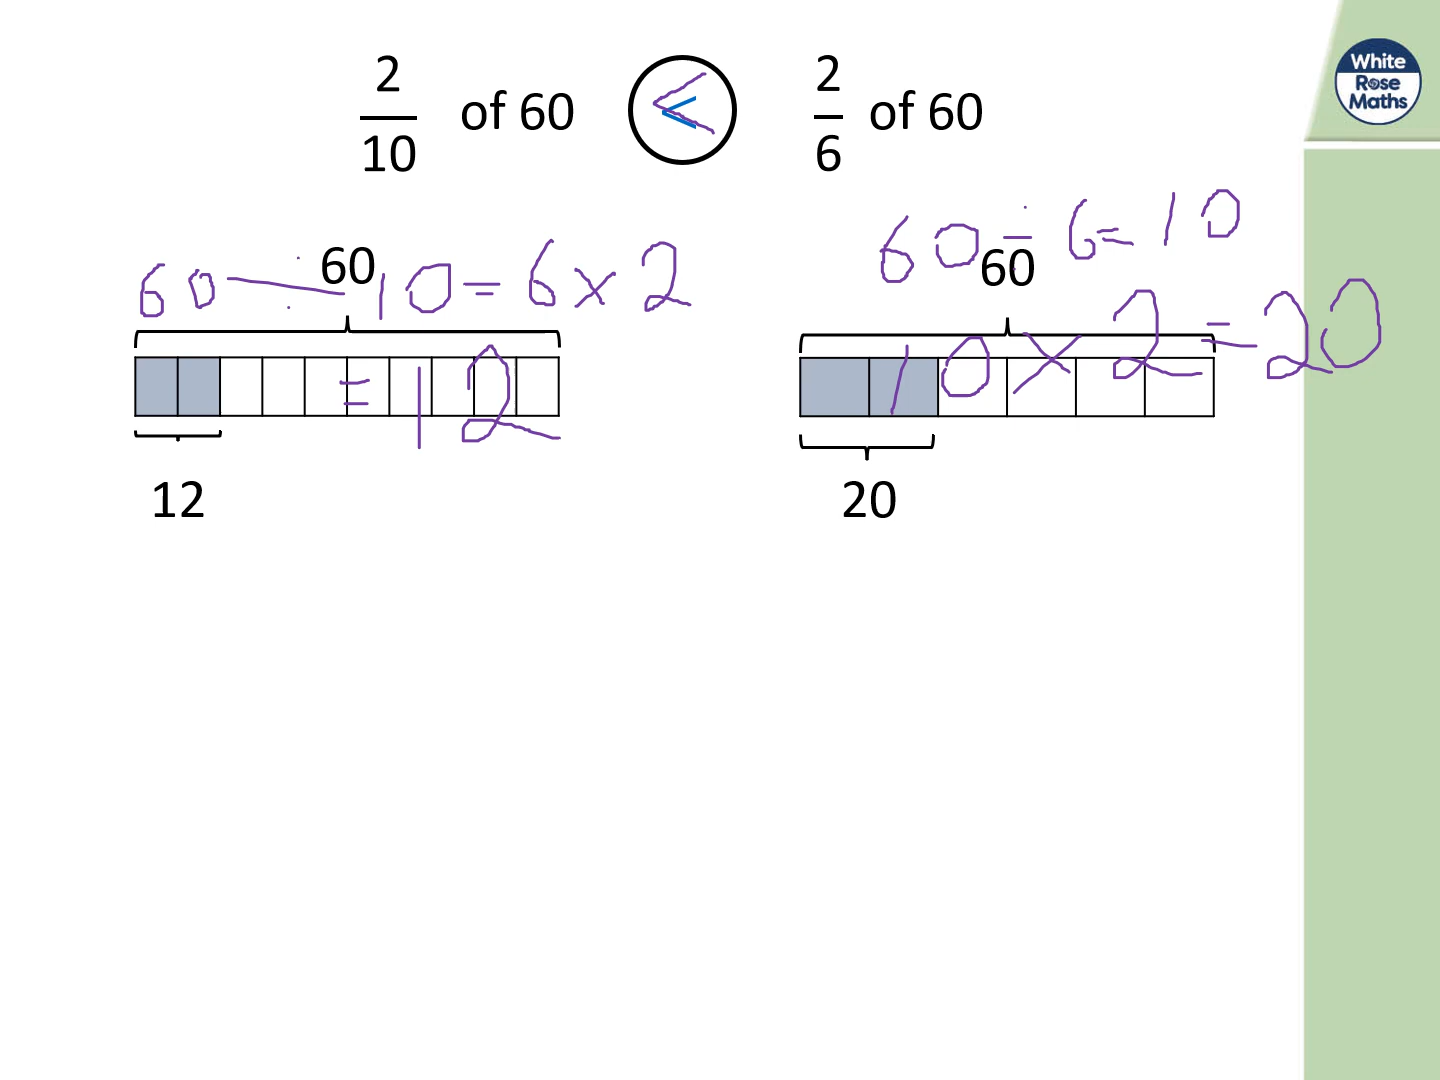 2/10 of 60 < 2/6 of 60
White Rose Maths
60 ÷ 10 = 6 x 2
= 12
60
12
60 ÷ 6 = 10
60
10 x 2 = 20
20